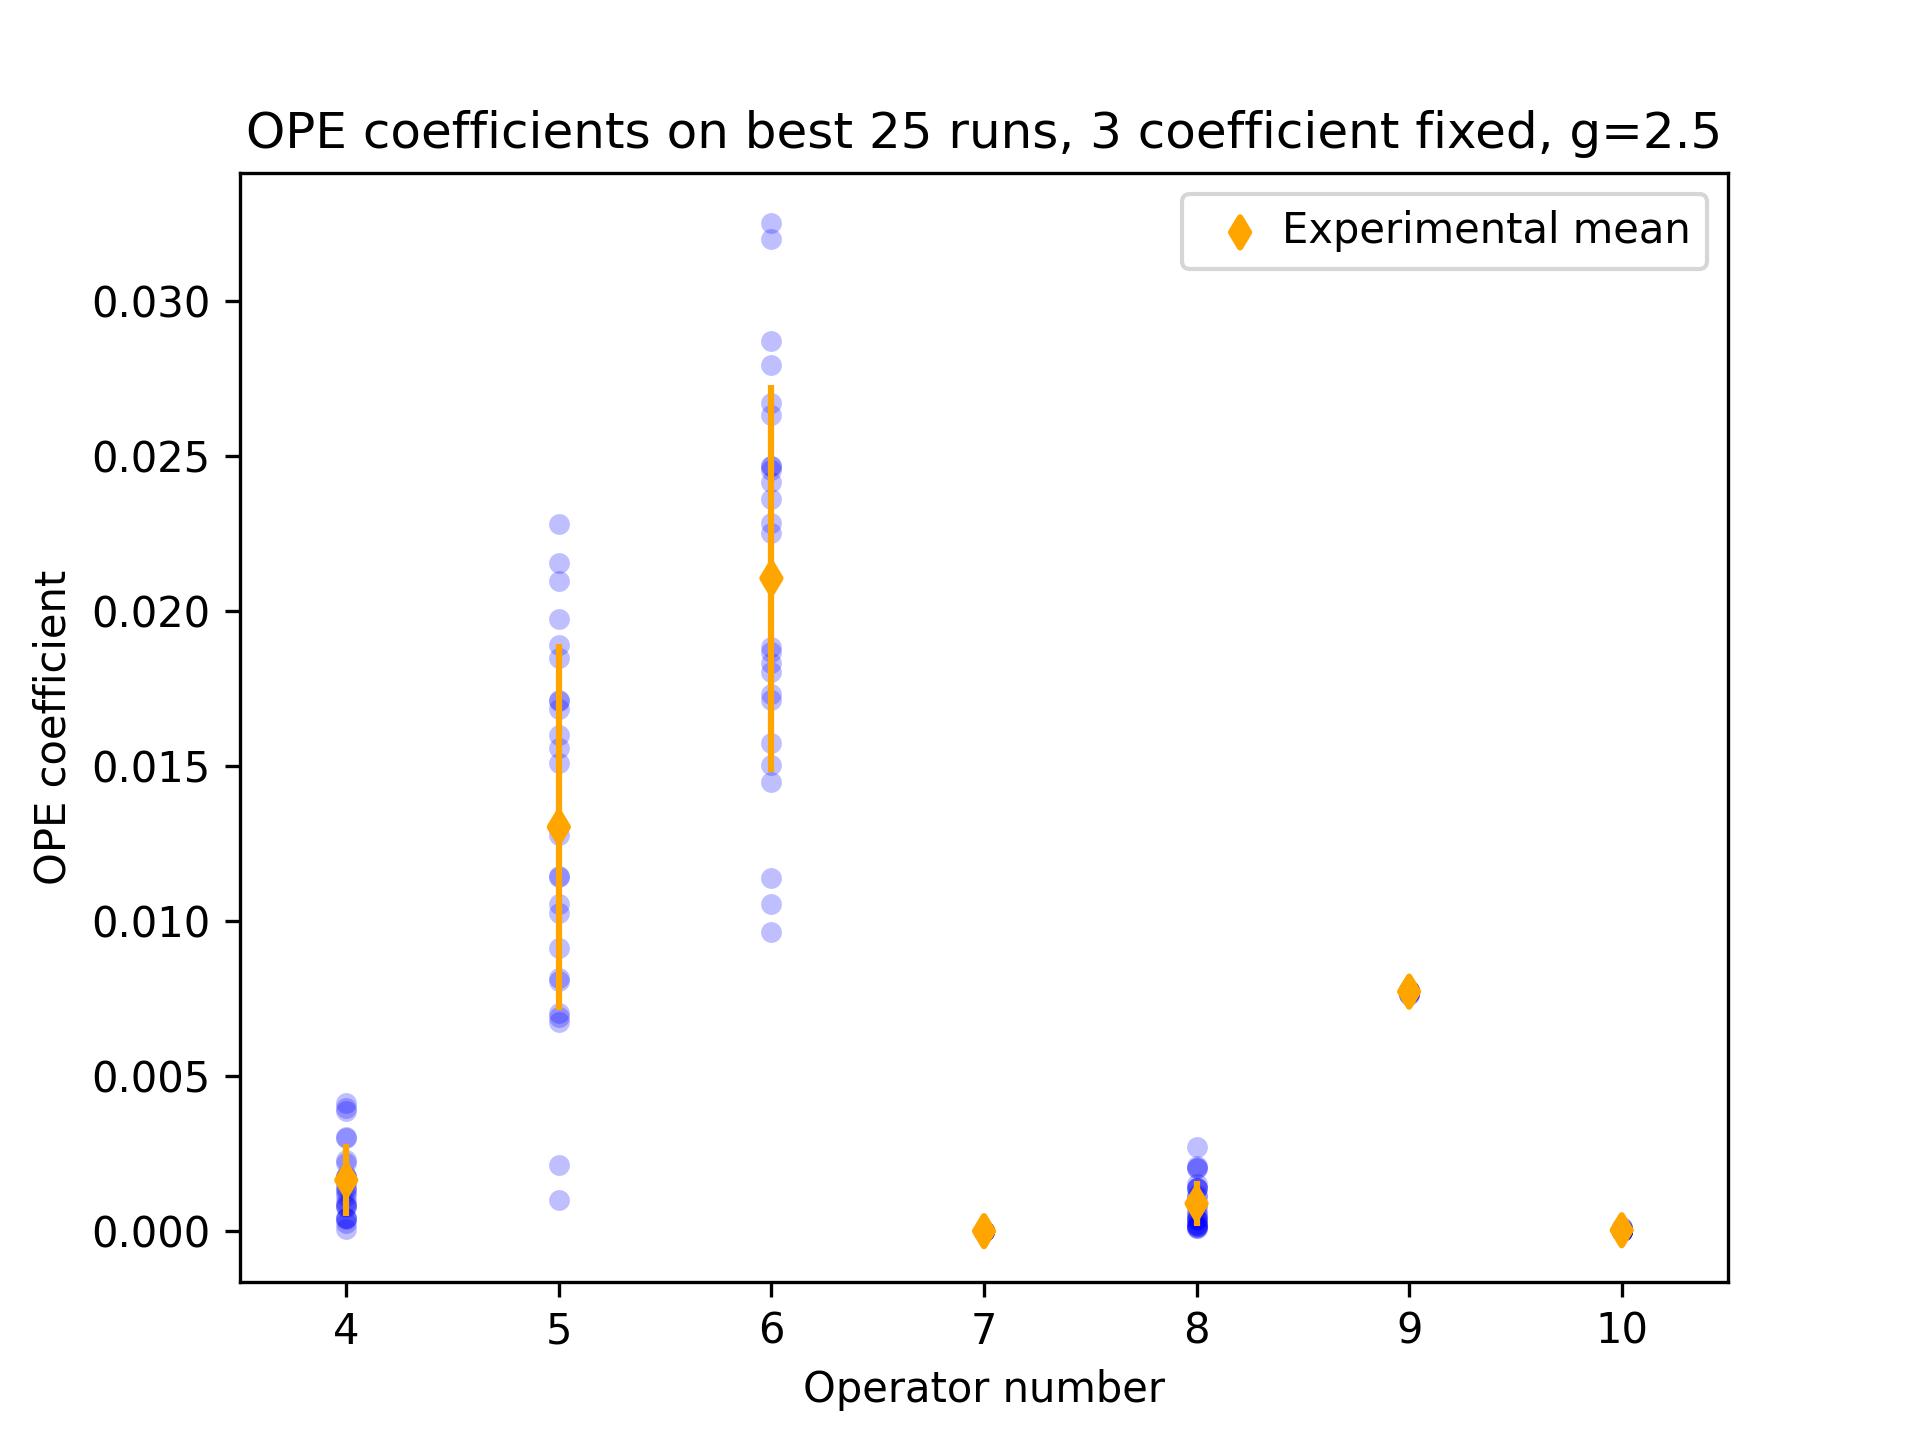 OPE coefficients on best 25 runs, 3 coefficient fixed, g=2.5
Experimental mean
OPE coefficient
0.030
0.025
0.020
0.015
0.010
0.005
0.000
4 5 6 7 8 9 10
Operator number